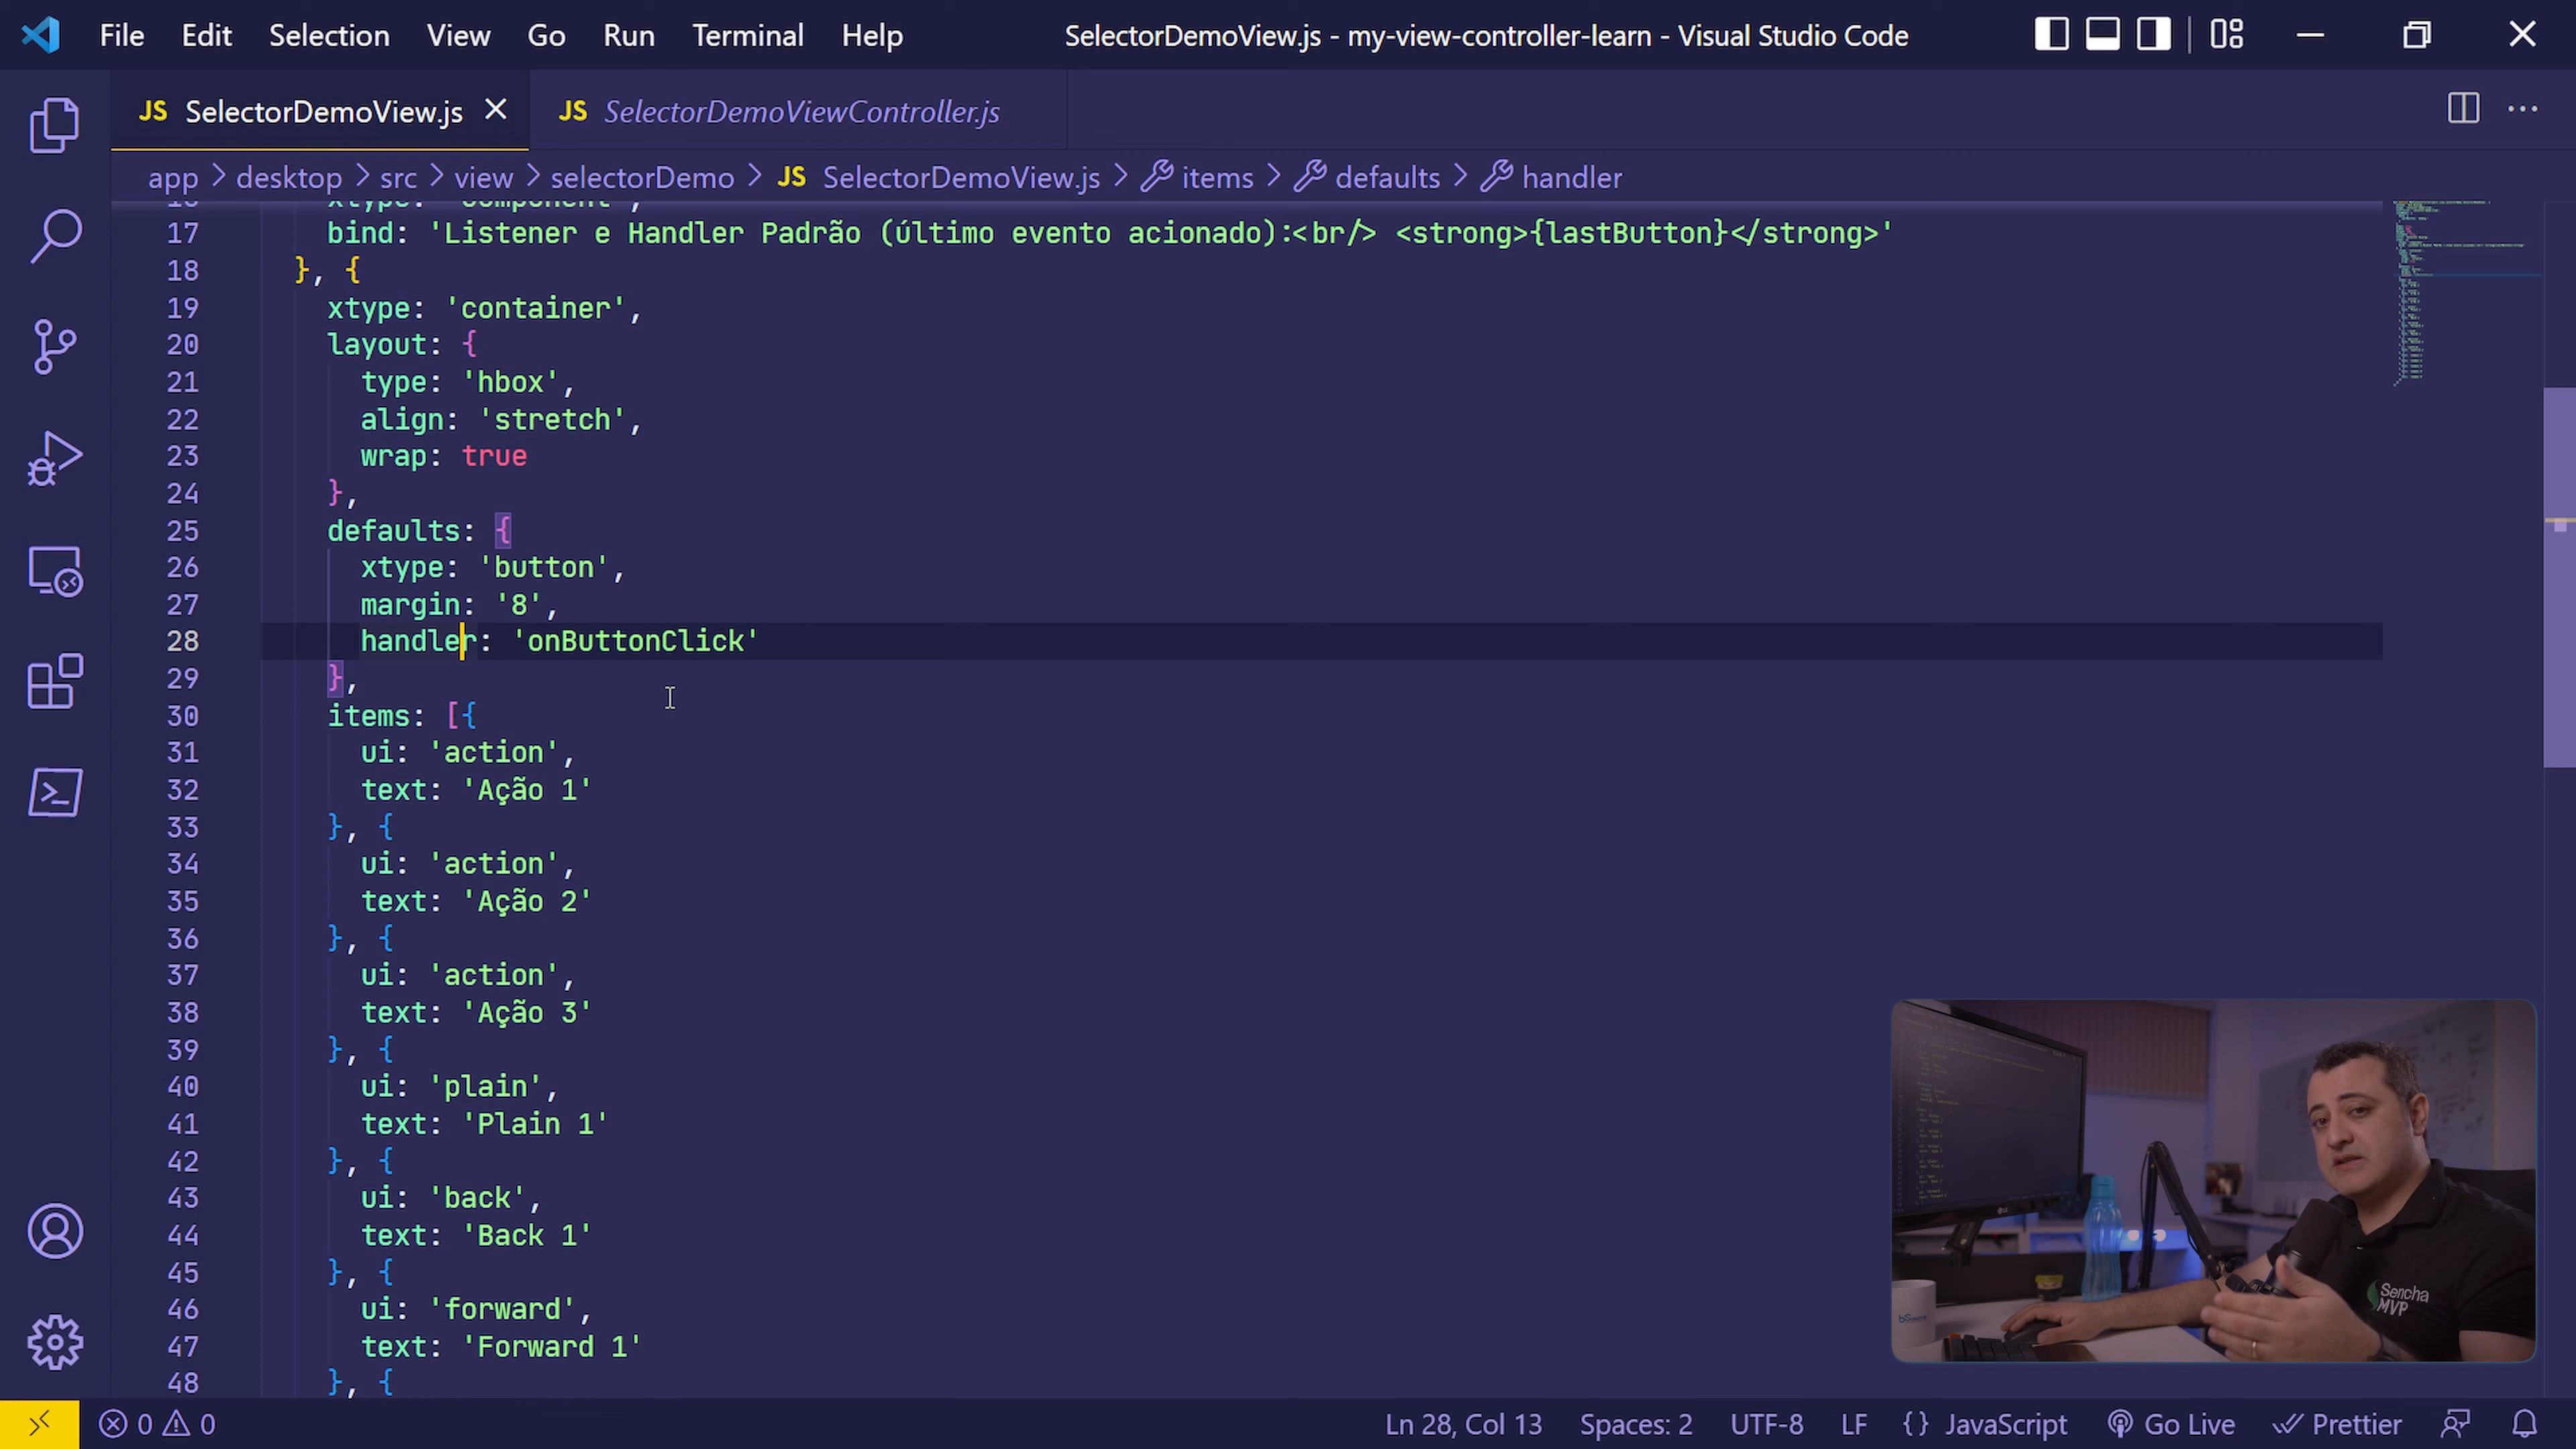 File Edit Selection View Go Run Terminal Help SelectorDemoView.js - my-view-controller-learn - Visual Studio Code
JS SelectorDemoView.js JS SelectorDemoViewController.js
app > desktop > src > view > selectorDemo > JS SelectorDemoView.js > items > defaults > handler
16 xtype: 'component',
17 bind: 'Listener e Handler Padrão (último evento acionado):<br/> <strong>{lastButton}</strong>'
18 }, {
19 xtype: 'container',
20 layout: {
21 type: 'hbox',
22 align: 'stretch',
23 wrap: true
24 },
25 defaults: {
26 xtype: 'button',
27 margin: '8',
28 handler: 'onButtonClick'
29 },
30 items: [{
31 ui: 'action',
32 text: 'Ação 1'
33 }, {
34 ui: 'action',
35 text: 'Ação 2'
36 }, {
37 ui: 'action',
38 text: 'Ação 3'
39 }, {
40 ui: 'plain',
41 text: 'Plain 1'
42 }, {
43 ui: 'back',
44 text: 'Back 1'
45 }, {
46 ui: 'forward',
47 text: 'Forward 1'
48 }, {
Sencha
MVP
0 0 Ln 28, Col 13 Spaces: 2 UTF-8 LF {} JavaScript Go Live Prettier